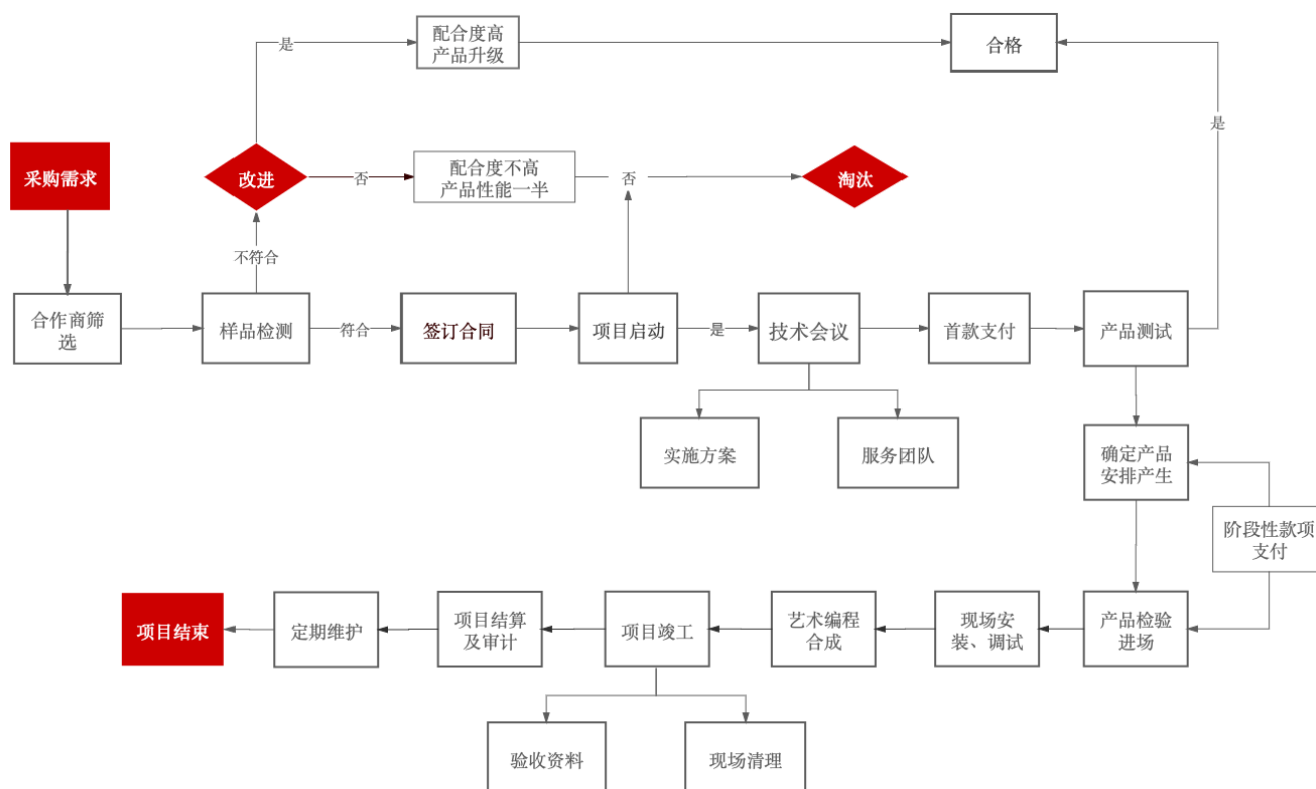 是
配合度高
产品升级
合格
是
采购需求
改进
否
配合度不高
产品性能一半
否
淘汰
不符合
合作商筛
选
样品检测
符合
签订合同
项目启动
是
技术会议
首款支付
产品测试
实施方案
服务团队
确定产品
安排产生
阶段性款项
支付
项目结束
定期维护
项目结算
及审计
项目竣工
艺术编程
合成
现场安
装、调试
产品检验
进场
验收资料
现场清理